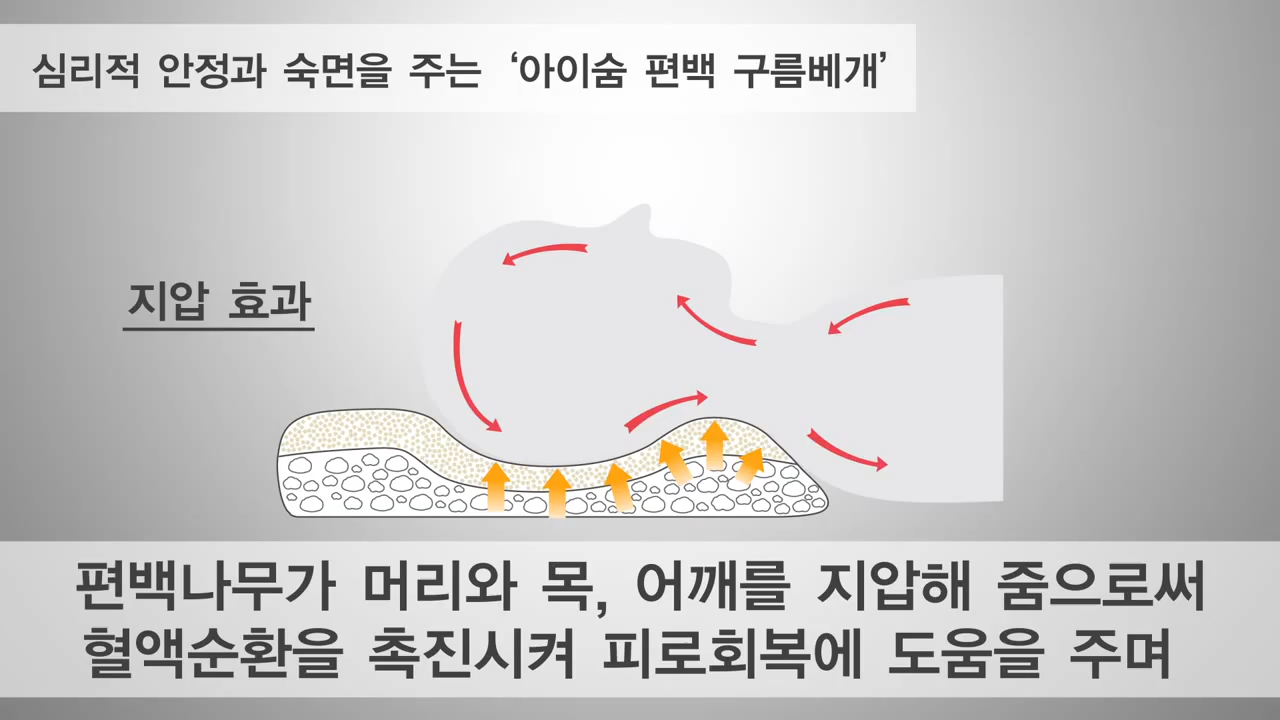 심리적 안정과 숙면을 주는 ‘아이숨 편백 구름베개’
지압 효과
편백나무가 머리와 목, 어깨를 지압해 줌으로써
혈액순환을 촉진시켜 피로회복에 도움을 주며